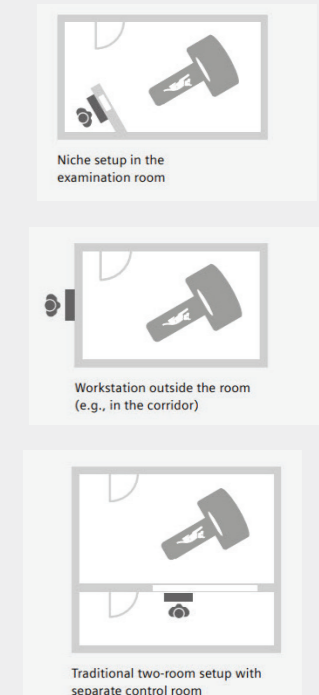 Niche setup in the
examination room
Workstation outside the room
(e.g., in the corridor)
Traditional two-room setup with
separate control room